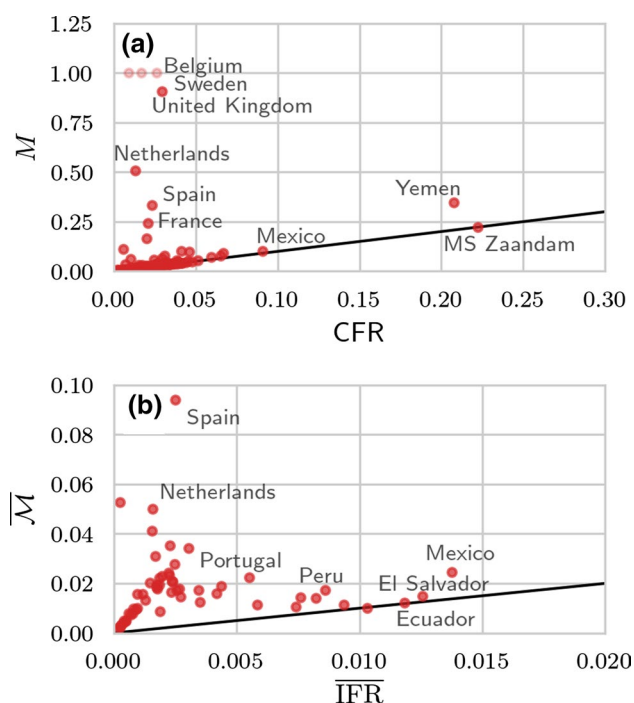 1.25
(a)
1.00
Belgium
Sweden
United Kingdom
0.75
M
0.50
Netherlands
Spain
Yemen
0.25
France
Mexico
MS Zaandam
0.00
0.00 0.05 0.10 0.15 0.20 0.25 0.30
CFR
0.10
(b)
Spain
0.08
0.06
Netherlands
M̅
0.04
Portugal
Mexico
0.02
Peru
El Salvador
Ecuador
0.00
0.000 0.005 0.010 0.015 0.020
I̅F̅R̅